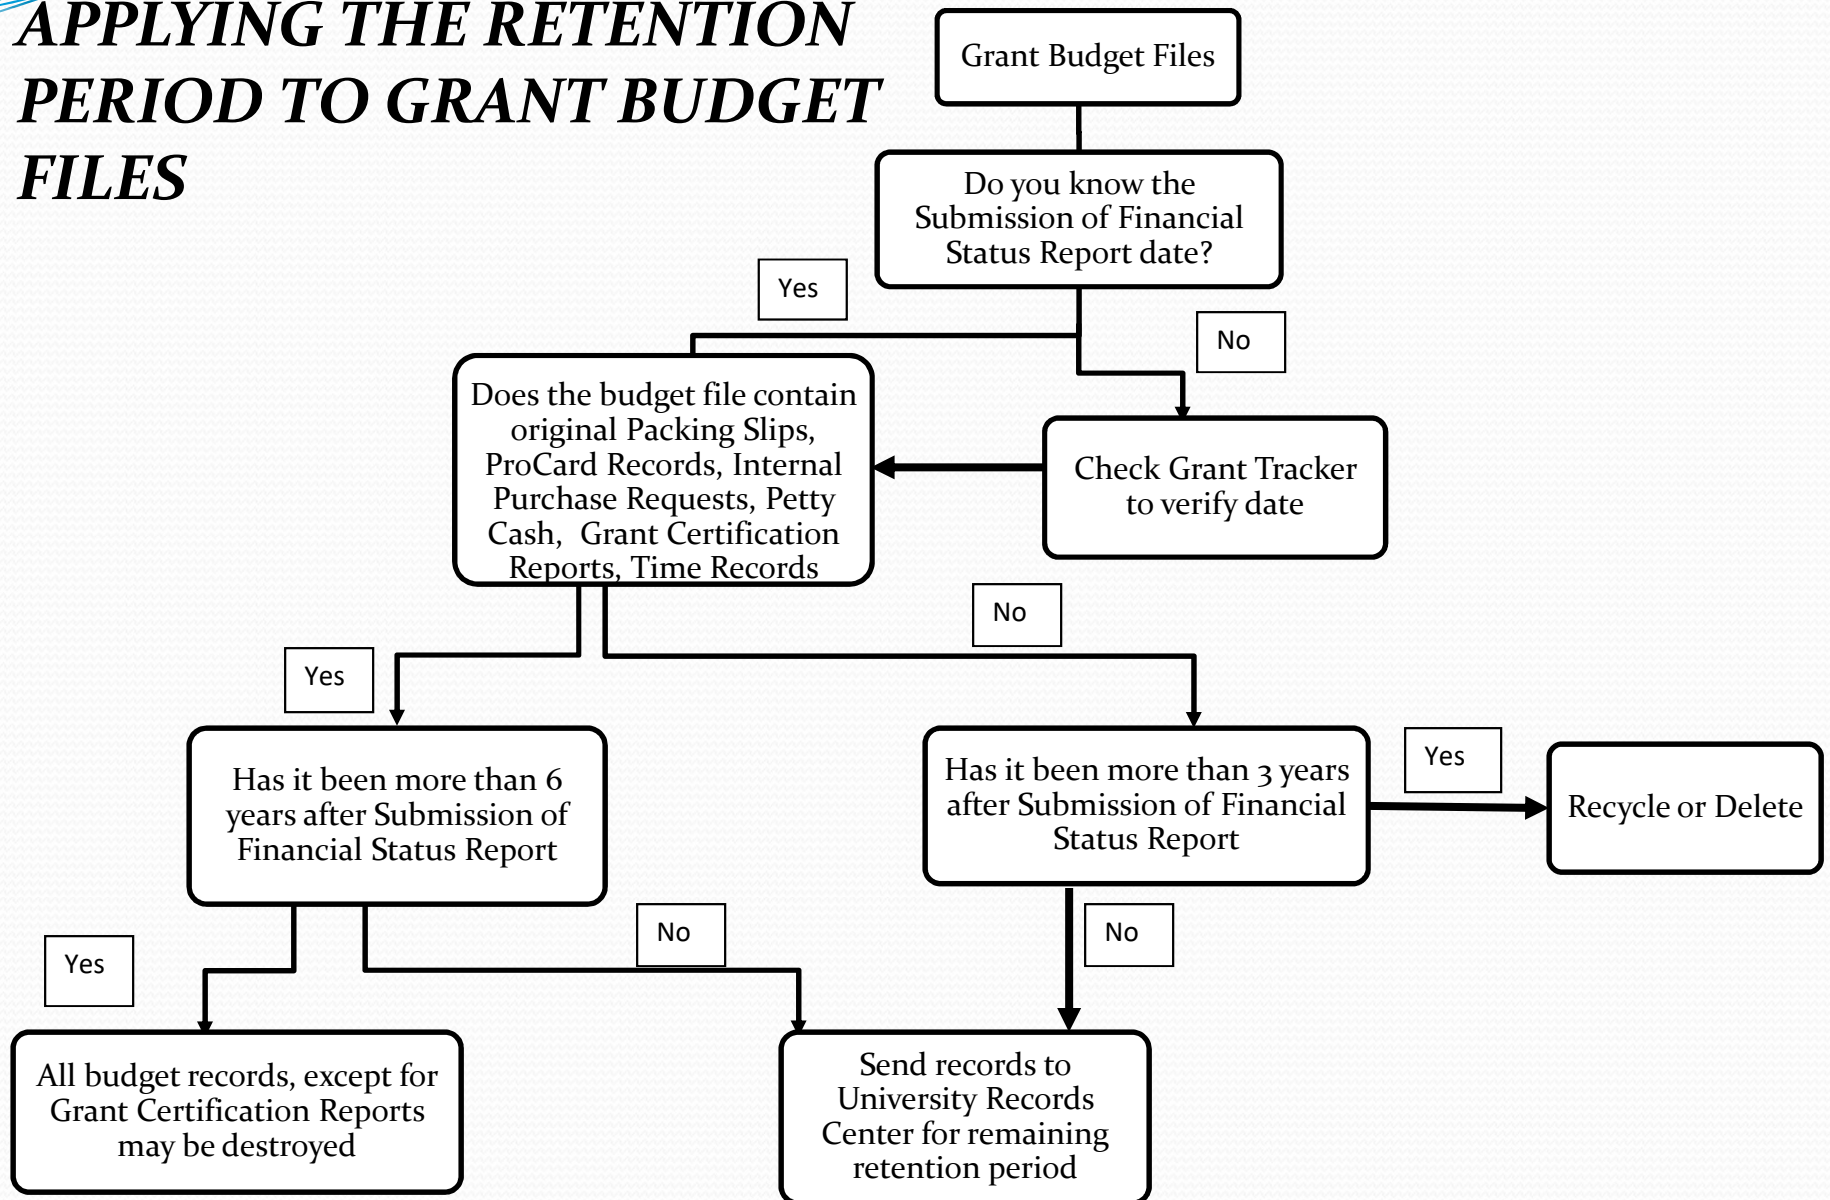 APPLYING THE RETENTION
PERIOD TO GRANT BUDGET
FILES
Grant Budget Files
Do you know the
Submission of Financial
Status Report date?
Yes
No
Does the budget file contain
original Packing Slips,
ProCard Records, Internal
Purchase Requests, Petty
Cash,  Grant Certification
Reports, Time Records
Check Grant Tracker
to verify date
Yes
No
Has it been more than 6
years after Submission of
Financial Status Report
Has it been more than 3 years
after Submission of Financial
Status Report
Yes
Recycle or Delete
Yes
No
No
All budget records, except for
Grant Certification Reports
may be destroyed
Send records to
University Records
Center for remaining
retention period